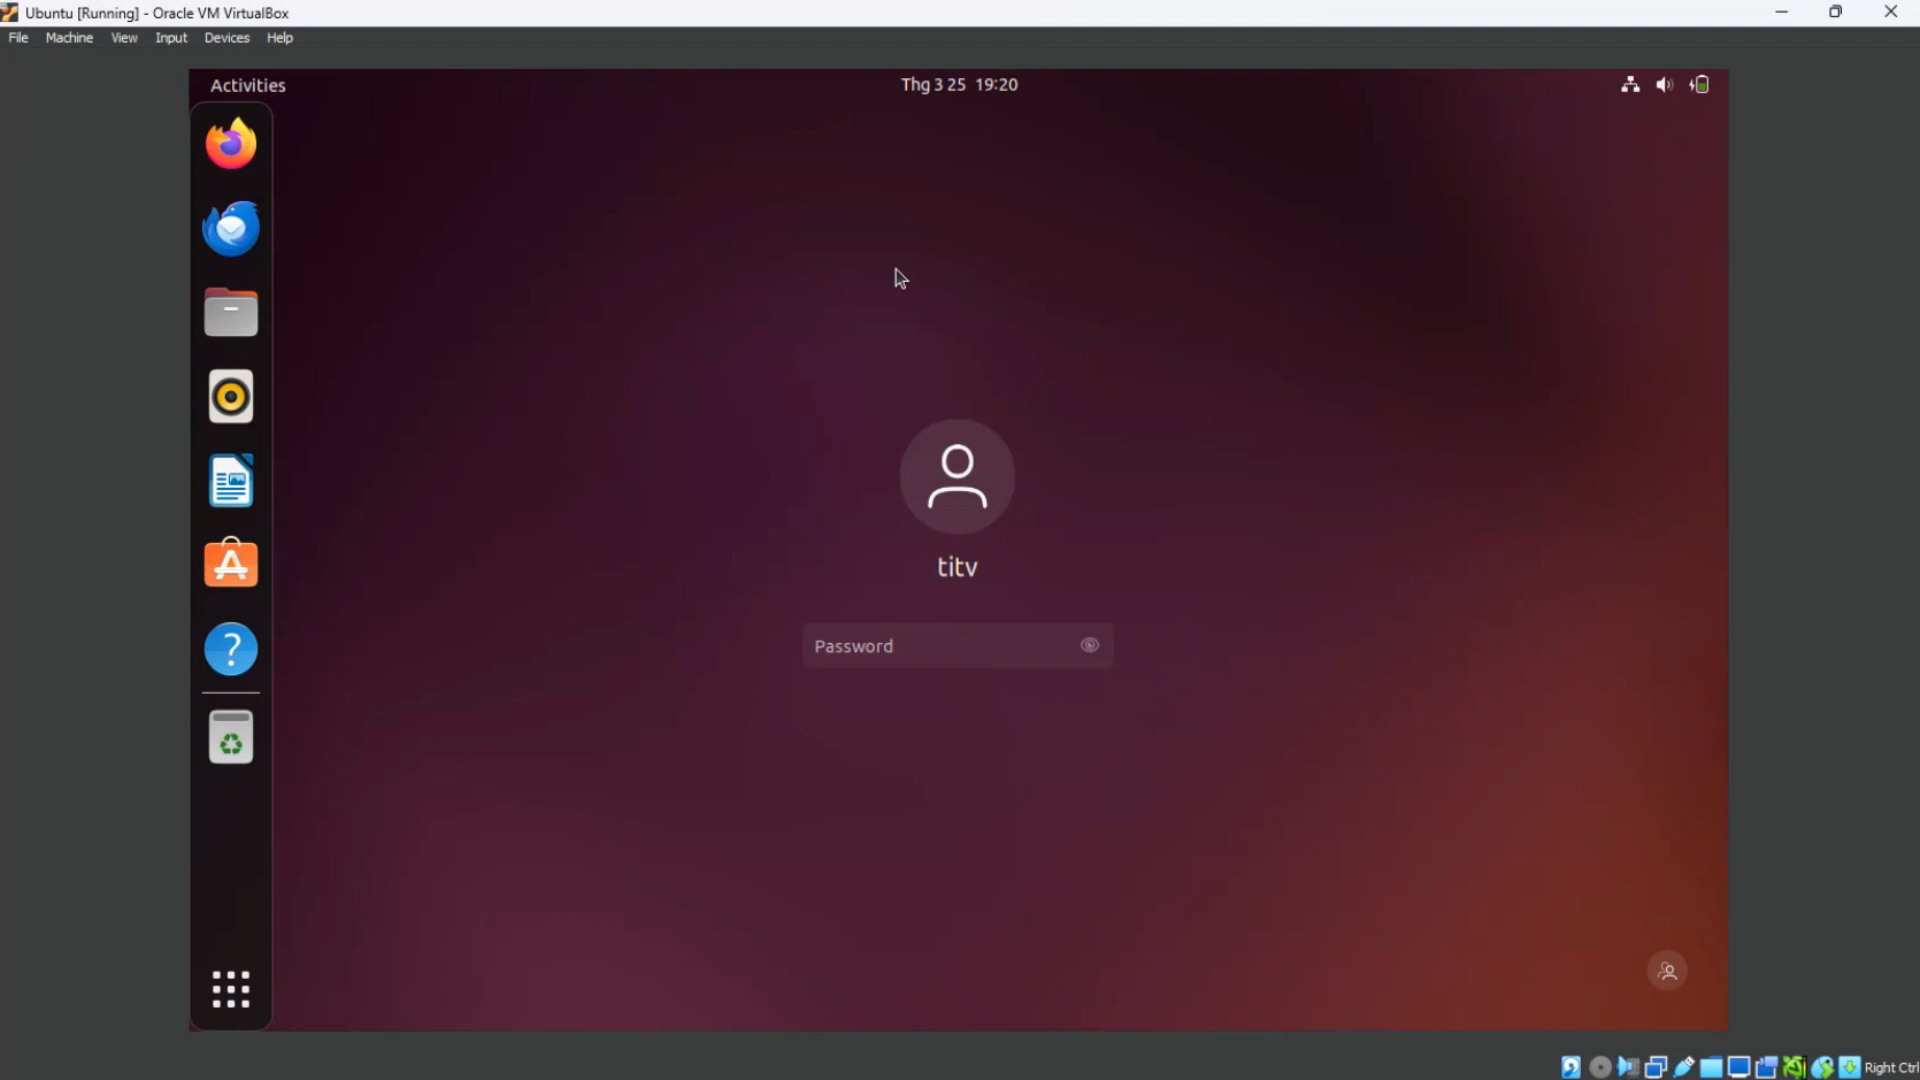 Ubuntu [Running] - Oracle VM VirtualBox
File Machine View Input Devices Help
Activities
Thg 3 25 19:20
titv
Password
Right Ctrl